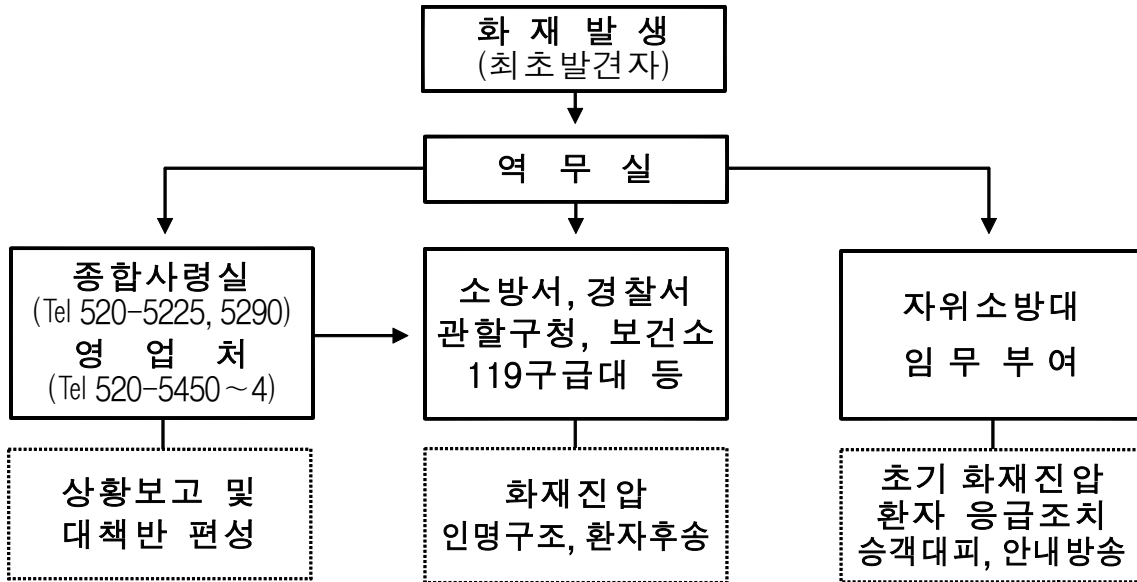 화 재 발 생
(최초발견자)
역 무 실
종합사령실
(Tel 520-5225, 5290)
영 업 처
(Tel 520-5450～4)
소방서, 경찰서
관할구청, 보건소
119구급대 등
자위소방대
임 무 부 여
상황보고 및
대책반 편성
화재진압
인명구조, 환자후송
초기 화재진압
환자 응급조치
승객대피, 안내방송